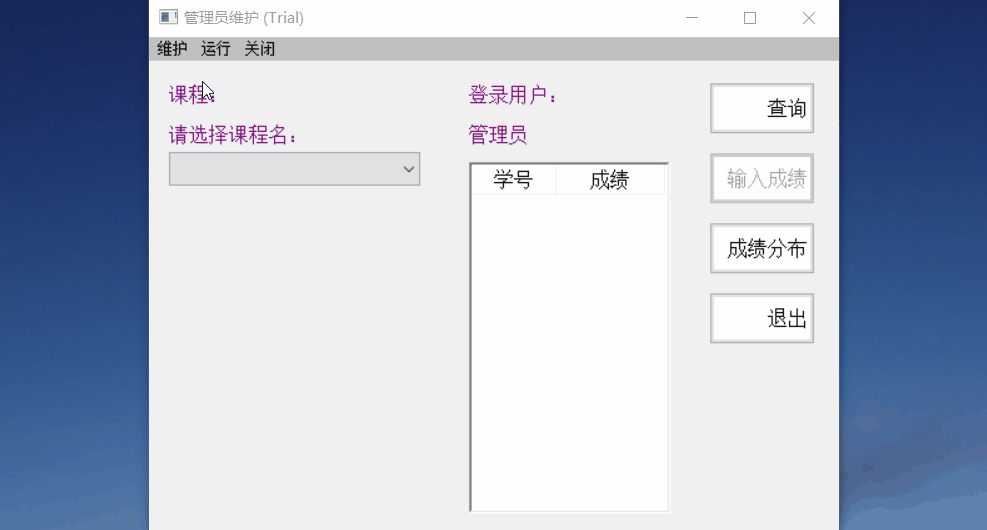 管理员维护 (Trial)
维护 运行 关闭
课程:
请选择课程名:
登录用户:
管理员
学号 成绩
查询
输入成绩
成绩分布
退出